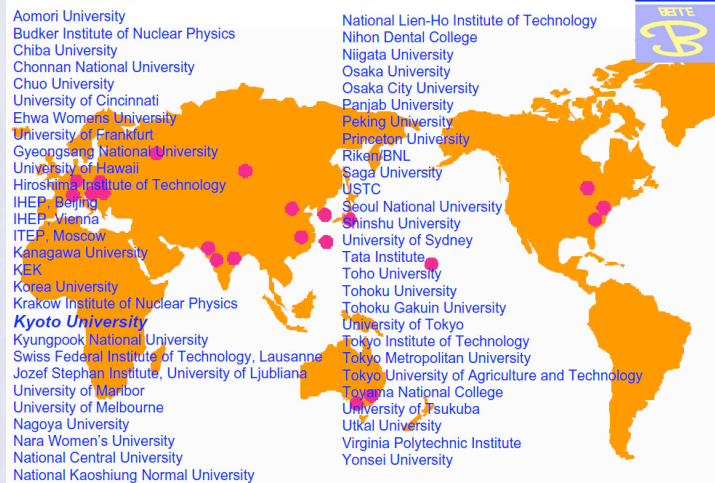 Aomori University
Budker Institute of Nuclear Physics
Chiba University
Chonnan National University
Chuo University
University of Cincinnati
Ehwa Womens University
University of Frankfurt
Gyeongsang National University
University of Hawaii
Hiroshima Institute of Technology
IHEP, Beijing
IHEP, Vienna
ITEP, Moscow
Kanagawa University
KEK
Korea University
Krakow Institute of Nuclear Physics
Kyoto University
Kyungpook National University
Swiss Federal Institute of Technology, Lausanne
Jozef Stephan Institute, University of Ljubliana
University of Maribor
University of Melbourne
Nagoya University
Nara Women's University
National Central University
National Kaoshiung Normal University
National Lien-Ho Institute of Technology
Nihon Dental College
Niigata University
Osaka University
Osaka City University
Panjab University
Peking University
Princeton University
Riken/BNL
Saga University
USTC
Seoul National University
Shinshu University
University of Sydney
Tata Institute
Toho University
Tohoku University
Tohoku Gakuin University
University of Tokyo
Tokyo Institute of Technology
Tokyo Metropolitan University
Tokyo University of Agriculture and Technology
Toyama National College
University of Tsukuba
Utkal University
Virginia Polytechnic Institute
Yonsei University